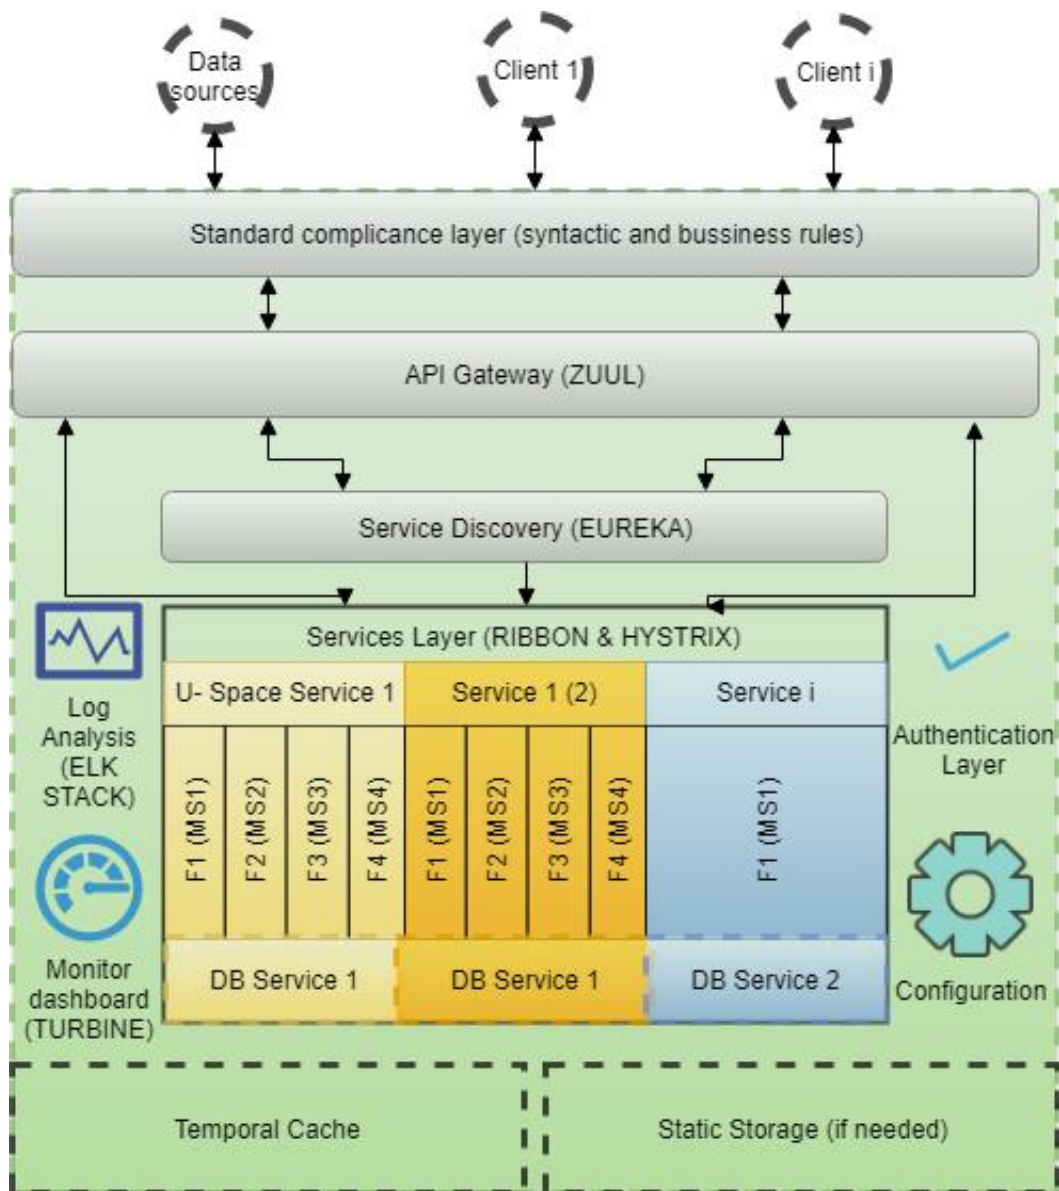 Data
sources
Client 1
Client i
Standard complicance layer (syntactic and bussiness rules)
API Gateway (ZUUL)
Service Discovery (EUREKA)
Services Layer (RIBBON & HYSTRIX)
U- Space Service 1
Service 1 (2)
Service i
Log
Analysis
(ELK
STACK)
Authentication
Layer
F1 (MS1)
F2 (MS2)
F3 (MS3)
F4 (MS4)
F1 (MS1)
F2 (MS2)
F3 (MS3)
F4 (MS4)
F1 (MS1)
Monitor
dashboard
(TURBINE)
DB Service 1
DB Service 1
DB Service 2
Configuration
Temporal Cache
Static Storage (if needed)